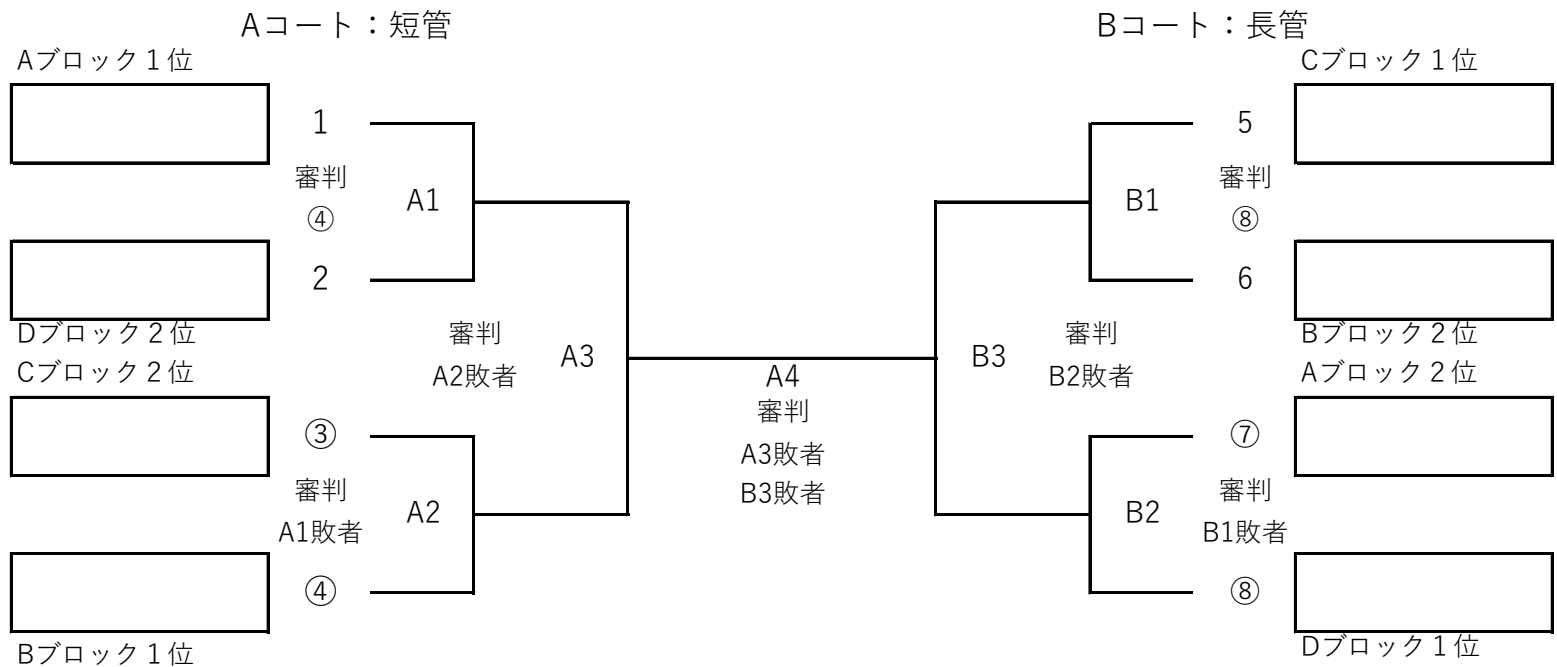 Aコート：短管
Bコート：長管
Aブロック１位
Cブロック１位
1
5
審判
審判
A1
B1
④
⑧
2
6
Dブロック２位
審判
審判
Bブロック２位
Cブロック２位
A2敗者
A3
A4
B3
B2敗者
Aブロック２位
審判
③
A3敗者
⑦
審判
B3敗者
審判
A1敗者
A2
B2
B1敗者
④
⑧
Bブロック１位
Dブロック１位